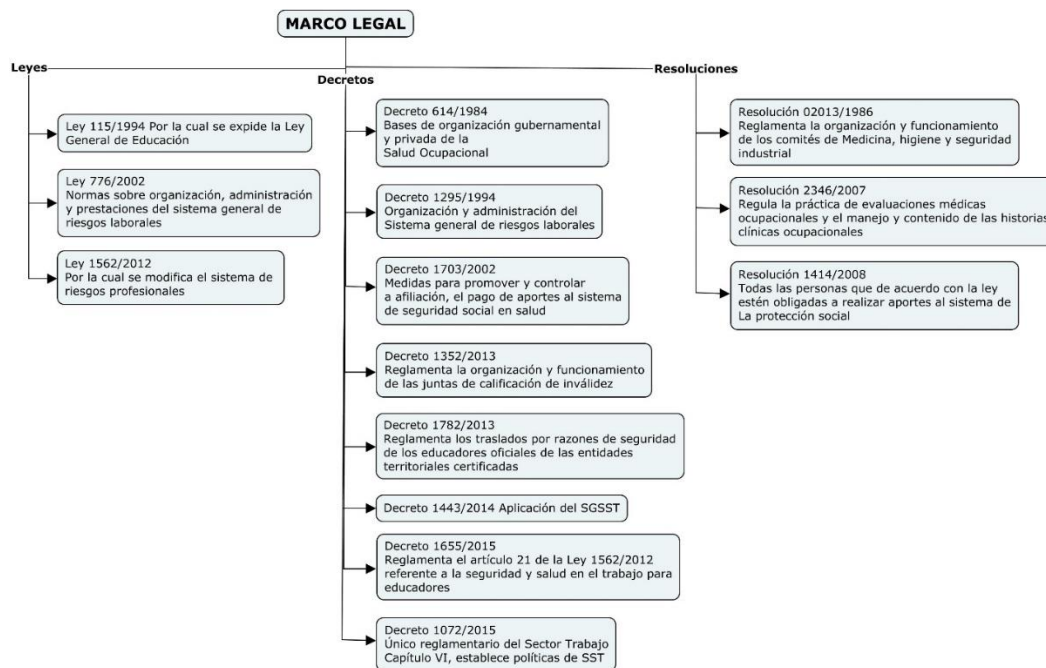 MARCO LEGAL
Leyes
Ley 115/1994 Por la cual se expide la Ley
General de Educación
Ley 776/2002
Normas sobre organización, administración
y prestaciones del sistema general de
riesgos laborales
Ley 1562/2012
Por la cual se modifica el sistema de
riesgos profesionales
Decretos
Decreto 614/1984
Bases de organización gubernamental
y privada de la
Salud Ocupacional
Decreto 1295/1994
Organización y administración del
Sistema general de riesgos laborales
Decreto 1703/2002
Medidas para promover y controlar
a afiliación, el pago de aportes al sistema
de seguridad social en salud
Decreto 1352/2013
Reglamenta la organización y funcionamiento
de las juntas de calificación de inválidez
Decreto 1782/2013
Reglamenta los traslados por razones de seguridad
de los educadores oficiales de las entidades
territoriales certificadas
Decreto 1443/2014 Aplicación del SGSST
Decreto 1655/2015
Reglamenta el artículo 21 de la Ley 1562/2012
referente a la seguridad y salud en el trabajo para
educadores
Decreto 1072/2015
Único reglamentario del Sector Trabajo
Capítulo VI, establece políticas de SST
Resoluciones
Resolución 02013/1986
Reglamenta la organización y funcionamiento
de los comités de Medicina, higiene y seguridad
industrial
Resolución 2346/2007
Regula la práctica de evaluaciones médicas
ocupacionales y el manejo y contenido de las historias
clínicas ocupacionales
Resolución 1414/2008
Todas las personas que de acuerdo con la ley
estén obligadas a realizar aportes al sistema de
La protección social